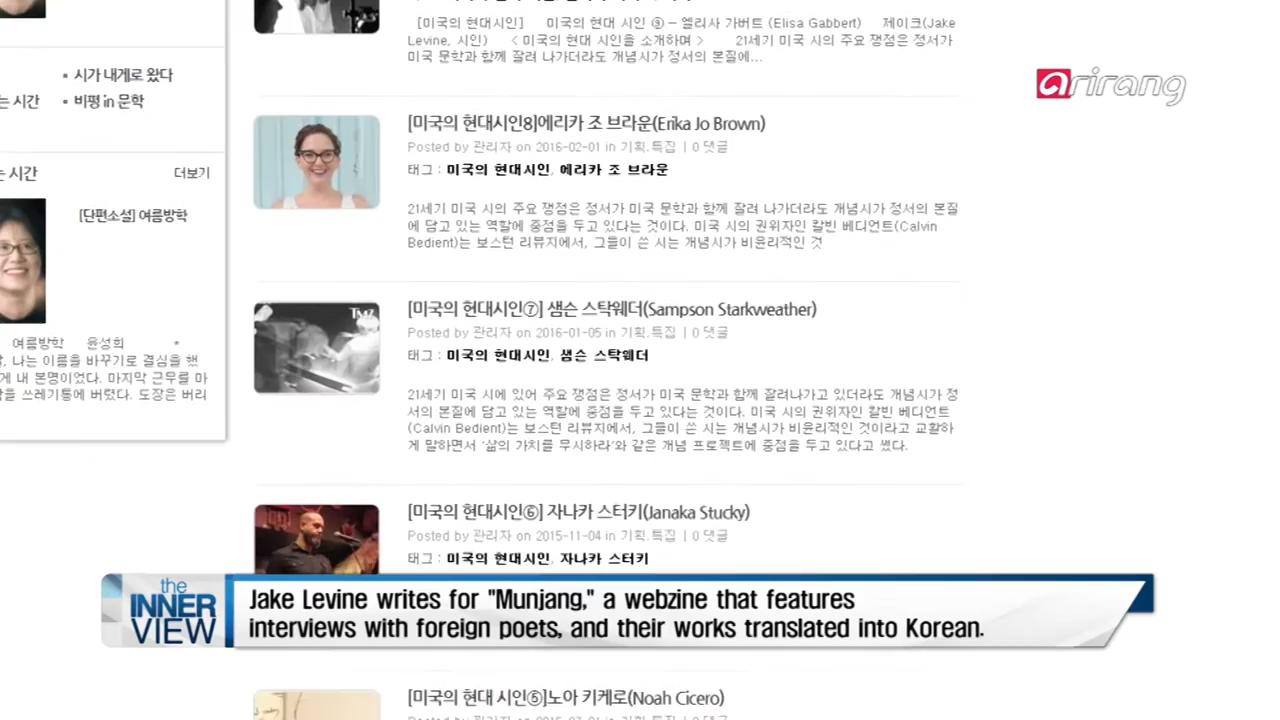 [미국의 현대시인] 미국의 현대 시인 ⑨ – 엘리사 가버트 (Elisa Gabbert) 제이크(Jake
Levine, 시인) < 미국의 현대 시인을 소개하며 > 21세기 미국 시의 주요 쟁점은 정서가
미국 문학과 함께 잘려 나가더라도 개념시가 정서의 본질에...
• 시가 내게로 왔다
는 시간 • 비평 in 문학
arirang
[미국의 현대시인8]에리카 조 브라운(Erika Jo Brown)
Posted by 관리자 on 2016-02-01 in 기획.특집 | 0 댓글
태그 : 미국의 현대시인, 에리카 조 브라운
는 시간 더보기
[단편소설] 여름방학
21세기 미국 시의 주요 쟁점은 정서가 미국 문학과 함께 잘려 나가더라도 개념시가 정서의 본질
에 담고 있는 역할에 중점을 두고 있다는 것이다. 미국 시의 권위자인 칼빈 베디언트(Calvin
Bedient)는 보스턴 리뷰지에서, 그들이 쓴 시는 개념시가 비윤리적인 것
[미국의 현대시인⑦] 샘슨 스탁웨더(Sampson Starkweather)
TMZ
Posted by 관리자 on 2016-01-05 in 기획.특집 | 0 댓글
태그 : 미국의 현대시인, 샘슨 스탁웨더
여름방학 윤성희 *
, 나는 이름을 바꾸기로 결심을 했
게 내 본명이었다. 마지막 근무를 마
을 쓰레기통에 버렸다. 도장은 버리
21세기 미국 시에 있어 주요 쟁점은 정서가 미국 문학과 함께 잘려나가고 있더라도 개념시가 정
서의 본질에 담고 있는 역할에 중점을 두고 있다는 것이다. 미국 시의 권위자인 칼빈 베디언트
(Calvin Bedient)는 보스턴 리뷰지에서, 그들이 쓴 시는 개념시가 비윤리적인 것이라고 교활하
게 말하면서 '삶의 가치를 무시하라'와 같은 개념 프로젝트에 중점을 두고 있다고 썼다.
[미국의 현대시인⑥] 자나카 스터키(Janaka Stucky)
Posted by 관리자 on 2015-11-04 in 기획.특집 | 0 댓글
태그 : 미국의 현대시인, 자나카 스터키
the
INNER
VIEW
Jake Levine writes for "Munjang," a webzine that features
interviews with foreign poets, and their works translated into Korean.
[미국의 현대 시인⑤]노아 키케로(Noah Cicero)